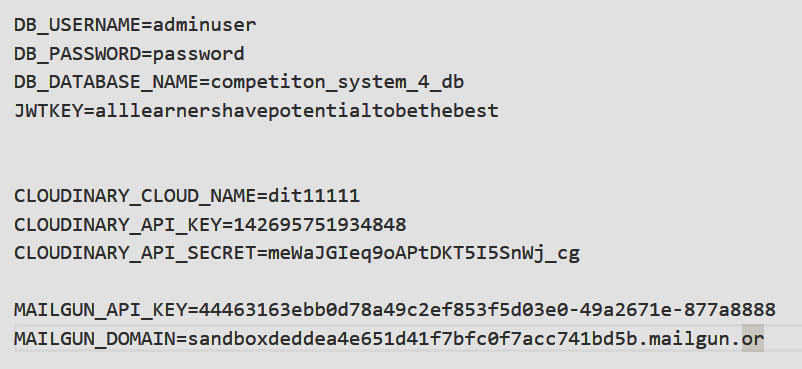 DB_USERNAME=adminuser
DB_PASSWORD=password
DB_DATABASE_NAME=competiton_system_4_db
JWTKEY=alllearnershavepotentialtobethebest
CLOUDINARY_CLOUD_NAME=dit11111
CLOUDINARY_API_KEY=142695751934848
CLOUDINARY_API_SECRET=meWaJGIeq9oAPtDKT5I5SnWj_cg
MAILGUN_API_KEY=44463163ebb0d78a49c2ef853f5d03e0-49a2671e-877a8888
MAILGUN_DOMAIN=sandboxdeddea4e651d41f7bfc0f7acc741bd5b.mailgun.or